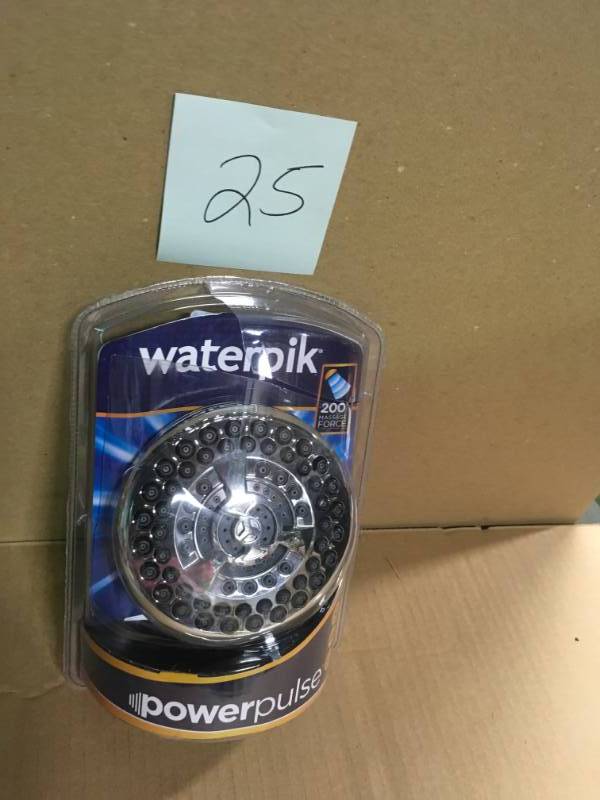 25
waterpik®
200%
MASSAGE
FORCE
powerpulse